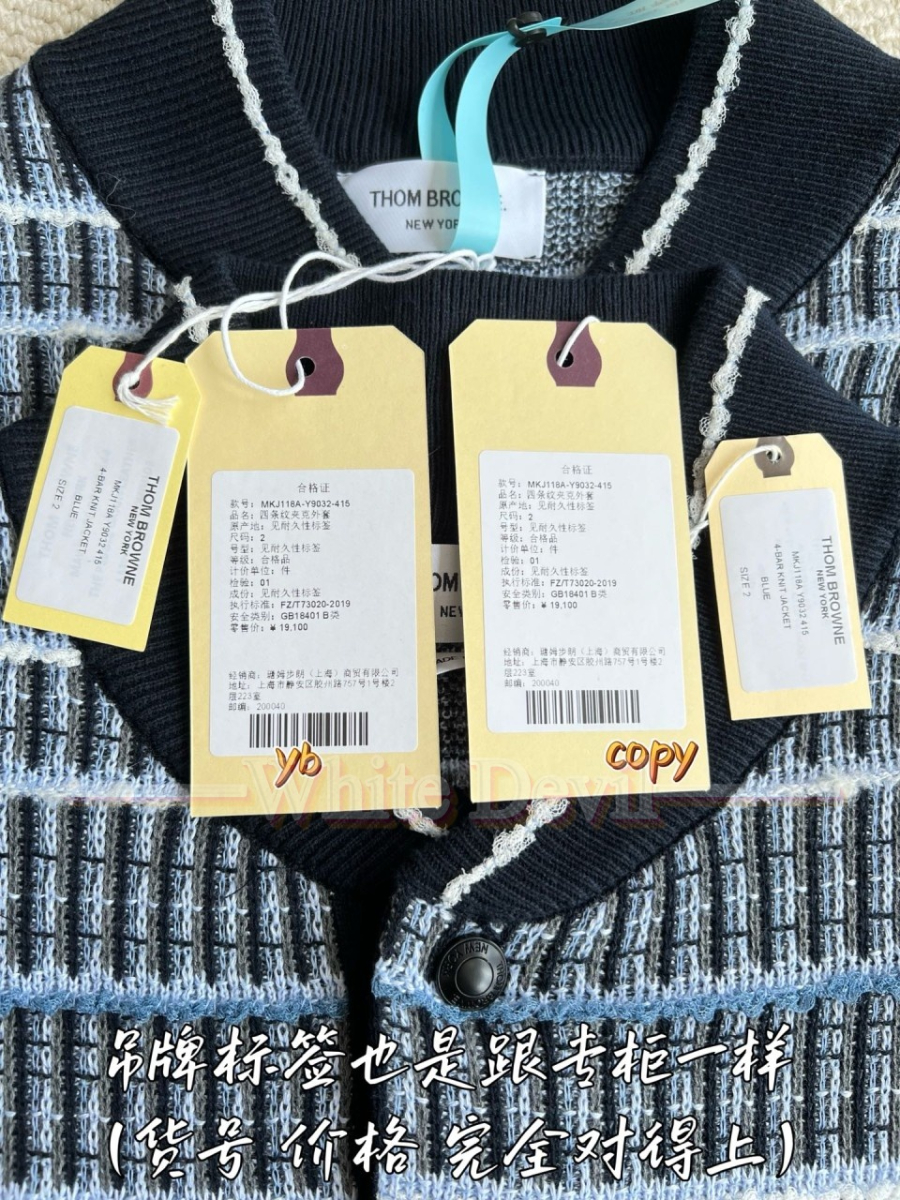 THOM BRO
NEW YOR
THOM BROWNE
NEW YORK
MKJ118A Y9032 415
4-BAR KNIT JACKET
BLUE
SIZE 2
合格证
款号：MKJ118A-Y9032-415
品名：四条纹夹克外套
原产地：见耐久性标签
尺码：2
号型：见耐久性标签
等级：合格品
计价单位：件
检验：01
成份：见耐久性标签
执行标准：FZ/T73020-2019
安全类别：GB18401 B类
零售价：¥ 19,100
经销商：瑭姆步朗（上海）商贸有限公司
地址：上海市静安区胶州路757号1号楼2
层223室
邮编：200040
yb
合格证
款号：MKJ118A-Y9032-415
品名：四条纹夹克外套
原产地：见耐久性标签
尺码：2
号型：见耐久性标签
等级：合格品
计价单位：件
检验：01
成份：见耐久性标签
执行标准：FZ/T73020-2019
安全类别：GB18401 B类
零售价：¥ 19,100
经销商：瑭姆步朗（上海）商贸有限公司
地址：上海市静安区胶州路757号1号楼2
层223室
邮编：200040
copy
THOM BROWNE
NEW YORK
MKJ118A Y9032 415
4-BAR KNIT JACKET
BLUE
SIZE 2
OM
NEW
White Devil
吊牌标签也是跟专柜一样
(货号 价格 完全对得上)